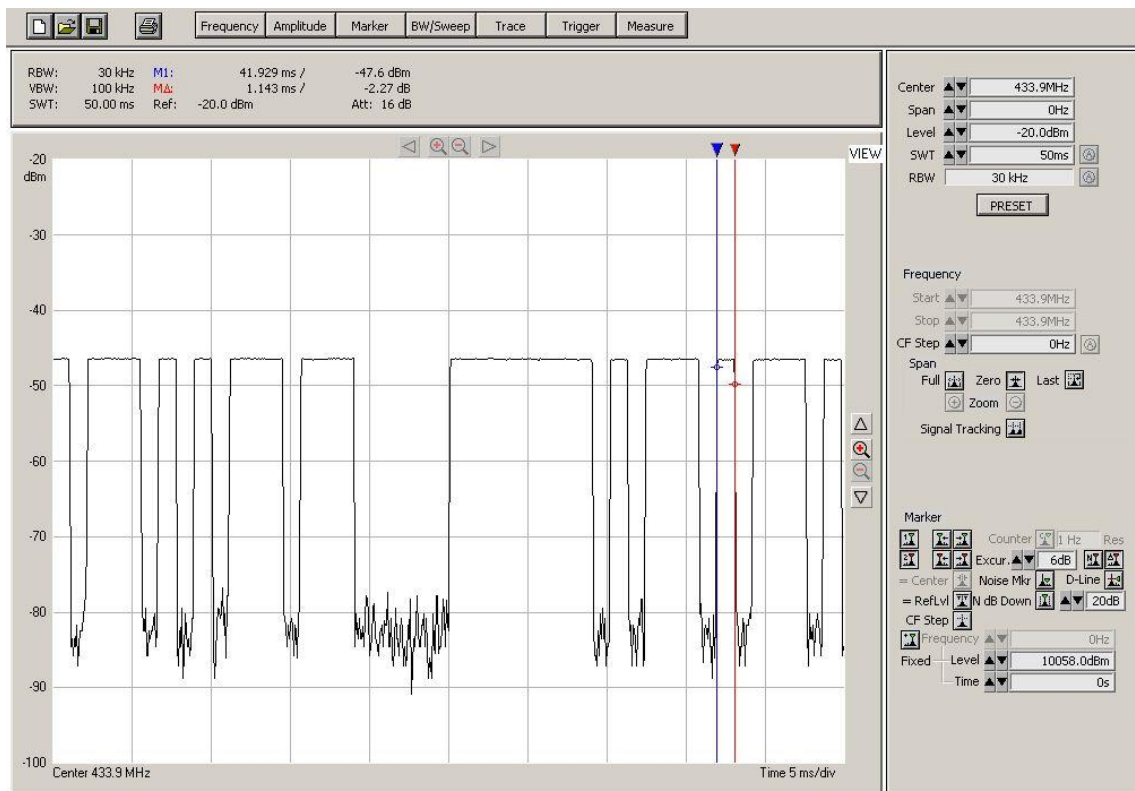 Frequency Amplitude Marker BW/Sweep Trace Trigger Measure
RBW: 30 kHz M1: 41.929 ms / -47.6 dBm
VBW: 100 kHz MΔ: 1.143 ms / -2.27 dB
SWT: 50.00 ms Ref: -20.0 dBm Att: 16 dB
VIEW
-20
dBm
-30
-40
-50
-60
-70
-80
-90
-100
Center 433.9 MHz Time 5 ms/div
Center 433.9MHz
Span 0Hz
Level -20.0dBm
SWT 50ms
RBW 30 kHz
PRESET
Frequency
Start 433.9MHz
Stop 433.9MHz
CF Step 0Hz
Span
Full Zero Last
Zoom
Signal Tracking
Marker
Counter 1 Hz Res
Excur. 6dB
= Center Noise Mkr D-Line
= RefLvl N dB Down 20dB
CF Step
Frequency 0Hz
Fixed Level 10058.0dBm
Time 0s